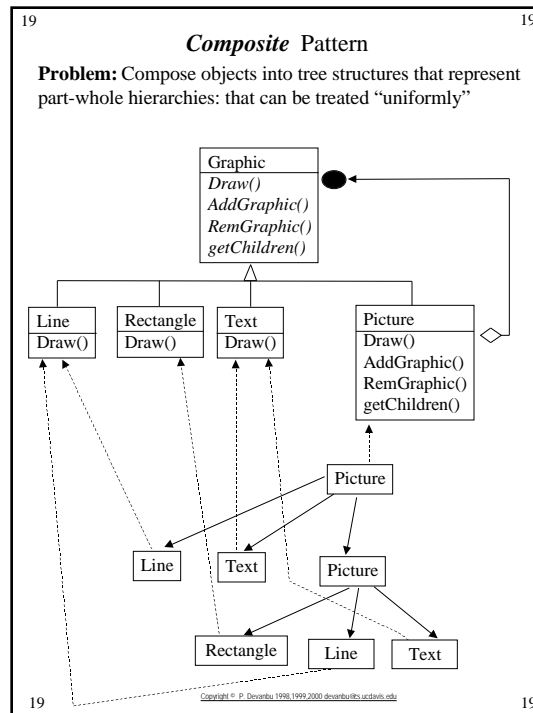 19 19
Composite Pattern
Problem: Compose objects into tree structures that represent
part-whole hierarchies: that can be treated “uniformly”
Graphic
Draw()
AddGraphic()
RemGraphic()
getChildren()
Line
Draw()
Rectangle
Draw()
Text
Draw()
Picture
Draw()
AddGraphic()
RemGraphic()
getChildren()
Picture
Line
Text
Picture
Rectangle
Line
Text
19 Copyright © P. Devanbu 1998,1999,2000 devanbu@cs.ucdavis.edu 19